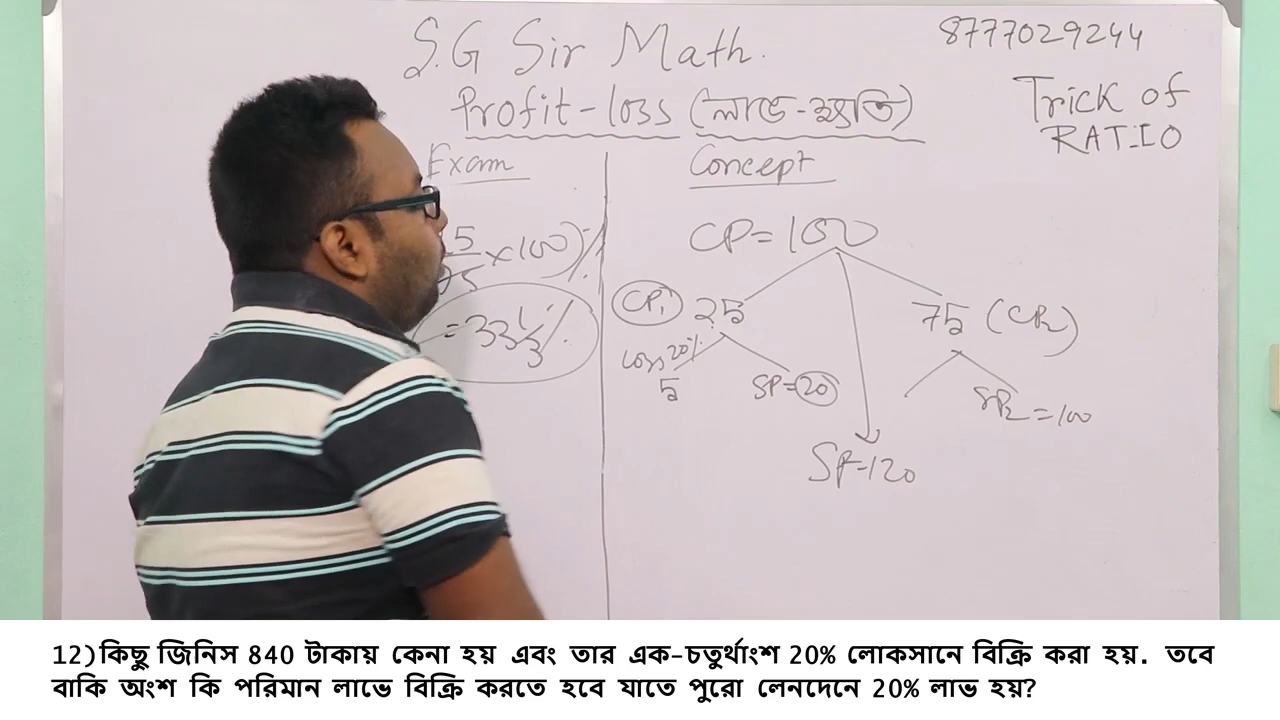 S.G Sir Math.
8777029244
Profit-loss (লাভ-ক্ষতি)
Trick of
RATIO
Exam
Concept
5 × 100) %
75
= 33 1/3 %.
CP = 100
CP1 25
75 (CP2)
Loss 20%
5
SP = 20
SP2 = 100
SP = 120
12)কিছু জিনিস 840 টাকায় কেনা হয় এবং তার এক-চতুর্থাংশ 20% লোকসানে বিক্রি করা হয়. তবে
বাকি অংশ কি পরিমান লাভে বিক্রি করতে হবে যাতে পুরো লেনদেনে 20% লাভ হয়?